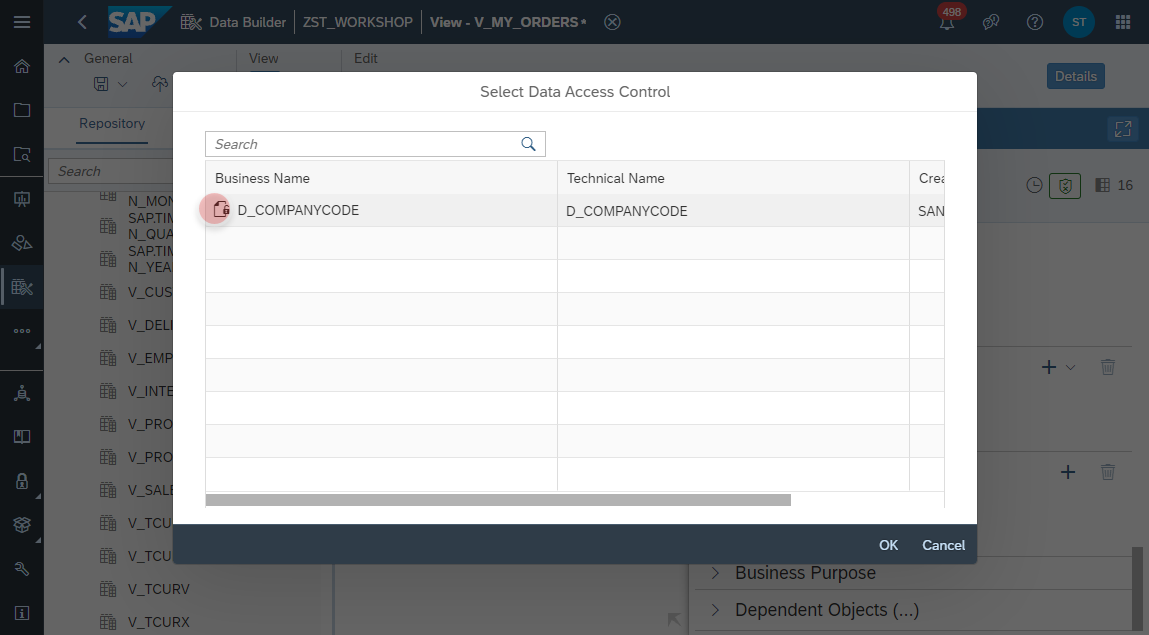 SAP Data Builder ZST_WORKSHOP View - V_MY_ORDERS* 498 ST
General View Edit
Details
Select Data Access Control
Repository
Search
Search
Business Name Technical Name Crea
D_COMPANYCODE D_COMPANYCODE SAN
16
N_MON
SAP.TIM
N_QUA
SAP.TIM
N_YEA
V_CUS
V_DELI
V_EMP
V_INTE
V_PRO
V_PRO
V_SALE
V_TCU
V_TCU
V_TCURV
V_TCURX
OK Cancel
Business Purpose
Dependent Objects (...)